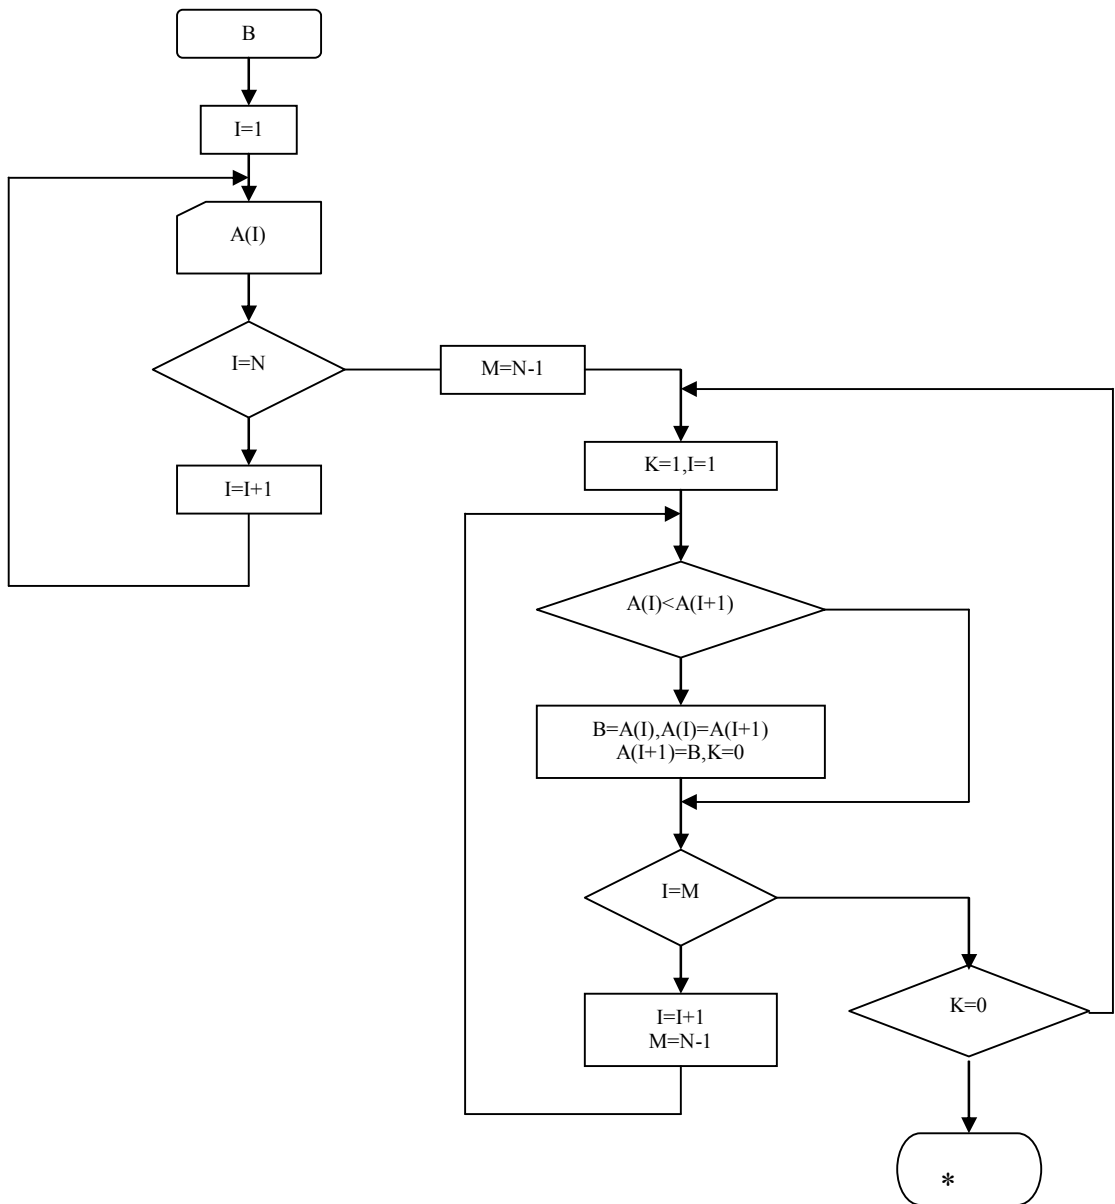 B
I=1
A(I)
I=N
M=N-1
I=I+1
K=1,I=1
A(I)<A(I+1)
B=A(I),A(I)=A(I+1)
A(I+1)=B,K=0
I=M
I=I+1
M=N-1
K=0
*